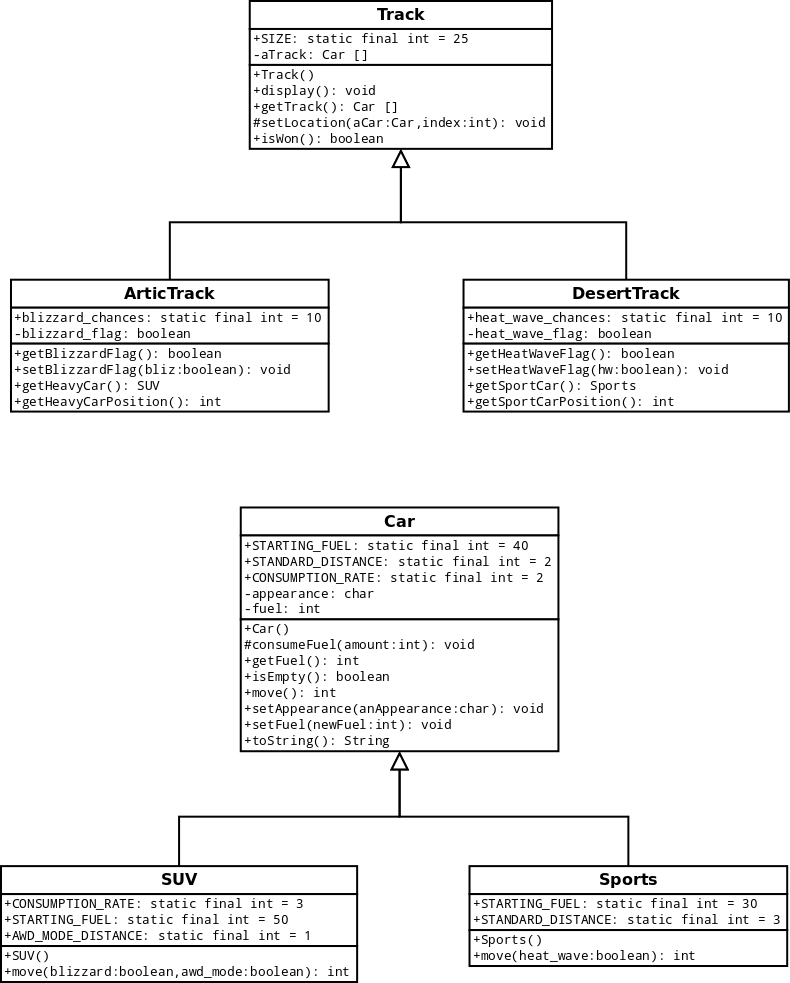 Track
+SIZE: static final int = 25
-aTrack: Car []
+Track()
+display(): void
+getTrack(): Car []
#setLocation(aCar:Car,index:int): void
+isWon(): boolean
ArticTrack
+blizzard_chances: static final int = 10
-blizzard_flag: boolean
+getBlizzardFlag(): boolean
+setBlizzardFlag(bliz:boolean): void
+getHeavyCar(): SUV
+getHeavyCarPosition(): int
DesertTrack
+heat_wave_chances: static final int = 10
-heat_wave_flag: boolean
+getHeatWaveFlag(): boolean
+setHeatWaveFlag(hw:boolean): void
+getSportCar(): Sports
+getSportCarPosition(): int
Car
+STARTING_FUEL: static final int = 40
+STANDARD_DISTANCE: static final int = 2
+CONSUMPTION_RATE: static final int = 2
-appearance: char
-fuel: int
+Car()
#consumeFuel(amount:int): void
+getFuel(): int
+isEmpty(): boolean
+move(): int
+setAppearance(anAppearance:char): void
+setFuel(newFuel:int): void
+toString(): String
SUV
+CONSUMPTION_RATE: static final int = 3
+STARTING_FUEL: static final int = 50
+AWD_MODE_DISTANCE: static final int = 1
+SUV()
+move(blizzard:boolean,awd_mode:boolean): int
Sports
+STARTING_FUEL: static final int = 30
+STANDARD_DISTANCE: static final int = 3
+Sports()
+move(heat_wave:boolean): int